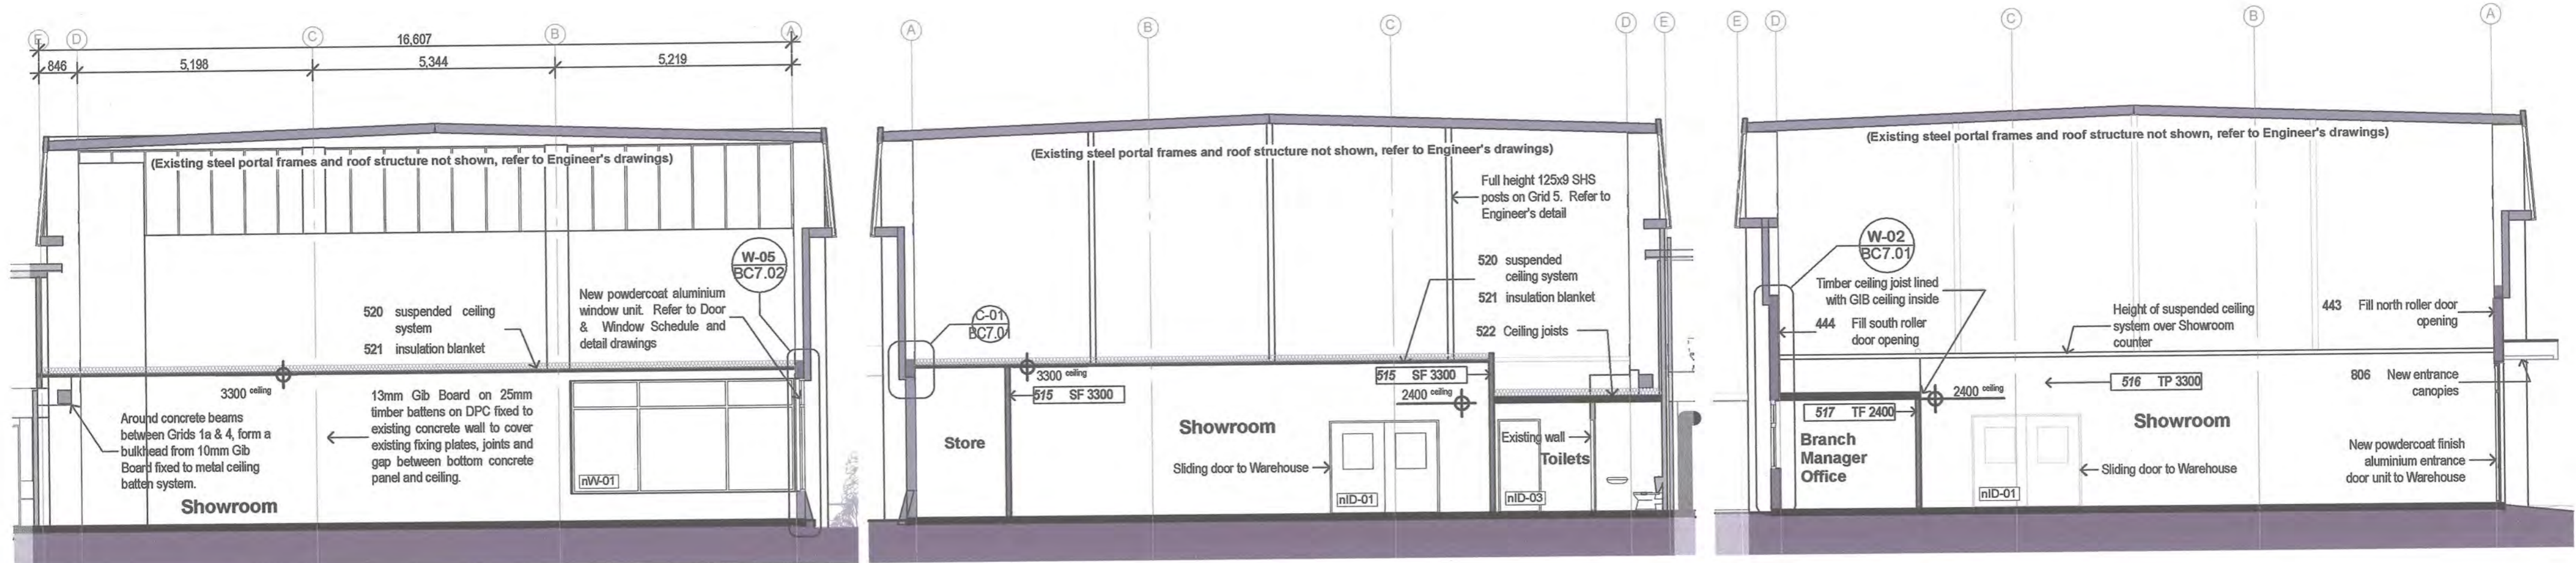 E
D
C
B
A
16,607
846
5,198
5,344
5,219
(Existing steel portal frames and roof structure not shown, refer to Engineer's drawings)
W-05
BC7.02
New powdercoat aluminium
window unit. Refer to Door
& Window Schedule and
detail drawings
520 suspended ceiling
system
521 insulation blanket
3300 ceiling
Around concrete beams
between Grids 1a & 4, form a
bulkhead from 10mm Gib
Board fixed to metal ceiling
batten system.
13mm Gib Board on 25mm
timber battens on DPC fixed to
existing concrete wall to cover
existing fixing plates, joints and
gap between bottom concrete
panel and ceiling.
nW-01
Showroom
A
B
C
D
E
(Existing steel portal frames and roof structure not shown, refer to Engineer's drawings)
Full height 125x9 SHS
posts on Grid 5. Refer to
Engineer's detail
520 suspended
ceiling system
521 insulation blanket
522 Ceiling joists
C-01
BC7.01
3300 ceiling
515 SF 3300
515 SF 3300
2400 ceiling
Store
Showroom
Sliding door to Warehouse
nID-01
nID-03
Existing wall
Toilets
E
D
C
B
A
(Existing steel portal frames and roof structure not shown, refer to Engineer's drawings)
W-02
BC7.01
Timber ceiling joist lined
with GIB ceiling inside
444 Fill south roller
door opening
Height of suspended ceiling
system over Showroom
counter
443 Fill north roller door
opening
806 New entrance
canopies
516 TP 3300
2400 ceiling
517 TF 2400
Branch
Manager
Office
Showroom
Sliding door to Warehouse
nID-01
New powdercoat finish
aluminium entrance
door unit to Warehouse